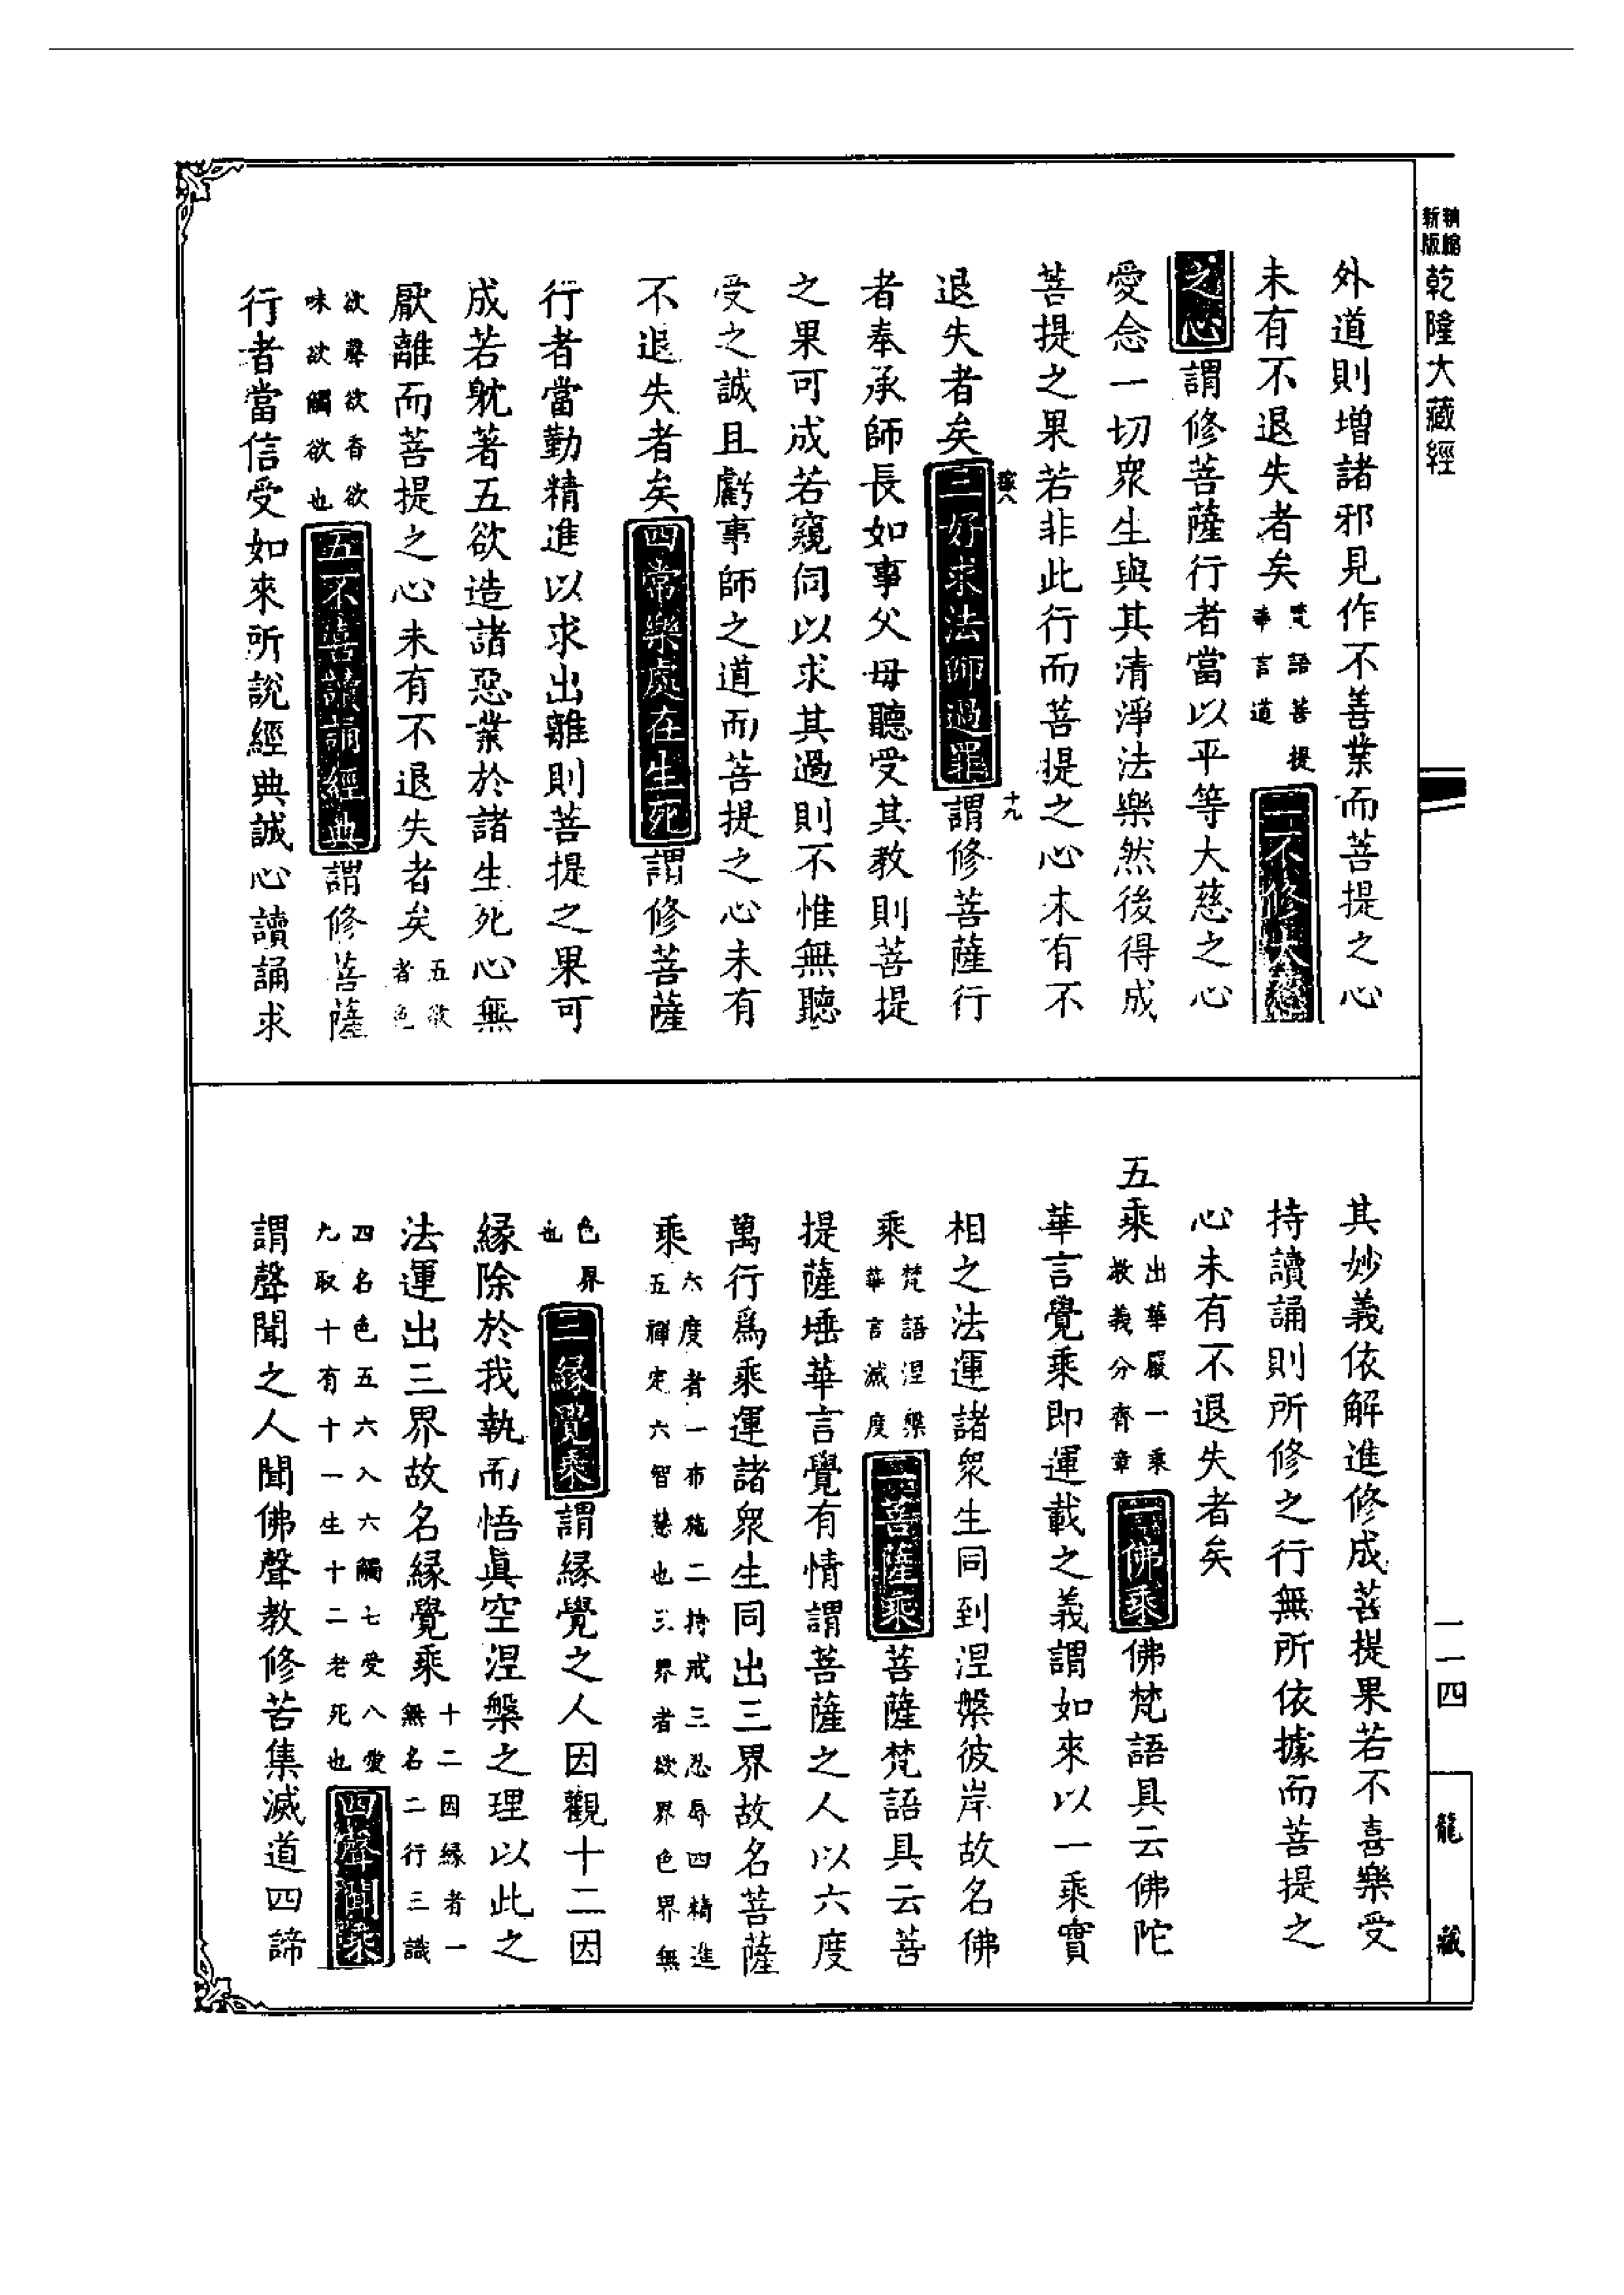 新版
乾隆大藏經
外道則增諸邪見作不善業而菩提之心
未有不退失者矣梵語菩提華言道二不修大慈
之心謂修菩薩行者當以平等大慈之心
愛念一切眾生與其清淨法樂然後得成
菩提之果若非此行而菩提之心未有不
退失者矣三好求法師過罪謂修菩薩行
十九
者奉承師長如事父母聽受其教則菩提
之果可成若窺伺以求其過則不惟無聽
受之誠且虧事師之道而菩提之心未有
不退失者矣四常樂處在生死謂修菩薩
行者當勤精進以求出離則菩提之果可
成若躭著五欲造諸惡業於諸生死心無
厭離而菩提之心未有不退失者矣五欲者色
欲聲欲香欲味欲觸欲也五不喜讀誦經典謂修菩薩
行者當信受如來所說經典誠心讀誦求
其妙義依解進修成菩提果若不喜樂受
持讀誦則所修之行無所依據而菩提之
心未有不退失者矣
五乘出華嚴一乘教義分齊章一佛乘佛梵語具云佛陀
華言覺乘即運載之義謂如來以一乘實
相之法運諸眾生同到涅槃彼岸故名佛
乘梵語涅槃華言滅度二菩薩乘菩薩梵語具云菩
提薩埵華言覺有情謂菩薩之人以六度
萬行爲乘運諸眾生同出三界故名菩薩
乘六度者一布施二持戒三忍辱四精進五禪定六智慧也三界者欲界色界無
色界也三緣覺乘謂緣覺之人因觀十二因
緣除於我執而悟眞空涅槃之理以此之
法運出三界故名緣覺乘十二因緣者一無名二行三識
四名色五六入六觸七受八愛九取十有十一生十二老死也四聲聞乘
謂聲聞之人聞佛聲教修苦集滅道四諦
一一四
龍藏